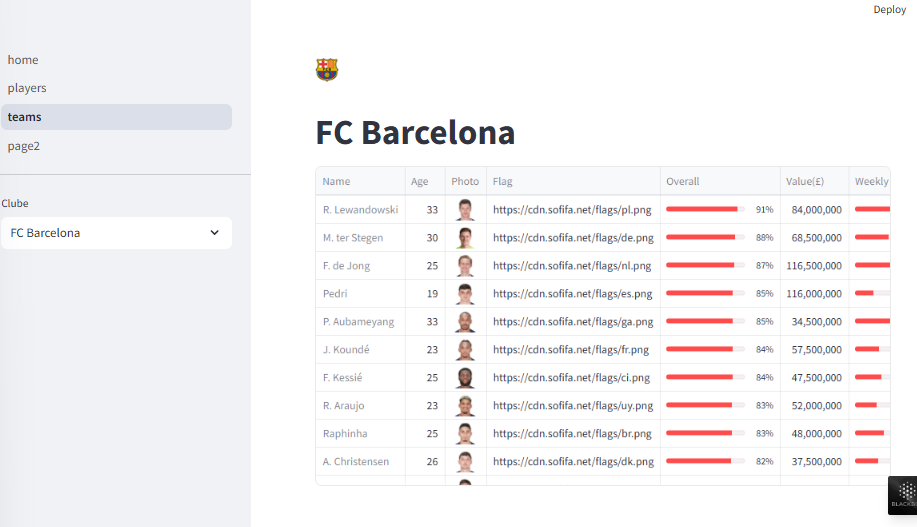 Deploy
home
players
teams
page2
Clube
FC Barcelona
FC Barcelona
Name Age Photo Flag Overall Value(£) Weekly
R. Lewandowski 33 https://cdn.sofifa.net/flags/pl.png 91% 84,000,000
M. ter Stegen 30 https://cdn.sofifa.net/flags/de.png 88% 68,500,000
F. de Jong 25 https://cdn.sofifa.net/flags/nl.png 87% 116,500,000
Pedri 19 https://cdn.sofifa.net/flags/es.png 85% 116,000,000
P. Aubameyang 33 https://cdn.sofifa.net/flags/ga.png 85% 34,500,000
J. Koundé 23 https://cdn.sofifa.net/flags/fr.png 84% 57,500,000
F. Kessié 25 https://cdn.sofifa.net/flags/ci.png 84% 47,500,000
R. Araujo 23 https://cdn.sofifa.net/flags/uy.png 83% 52,000,000
Raphinha 25 https://cdn.sofifa.net/flags/br.png 83% 48,000,000
A. Christensen 26 https://cdn.sofifa.net/flags/dk.png 82% 37,500,000